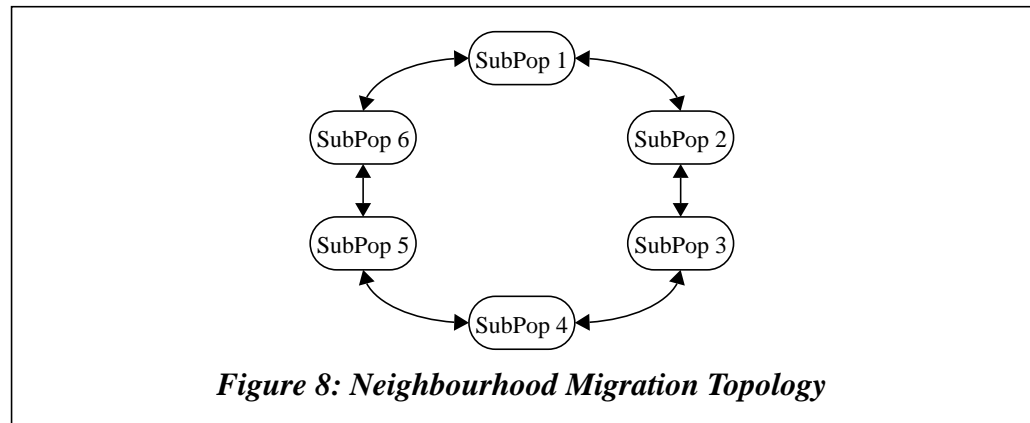 SubPop 1
SubPop 6
SubPop 2
SubPop 5
SubPop 3
SubPop 4
Figure 8: Neighbourhood Migration Topology